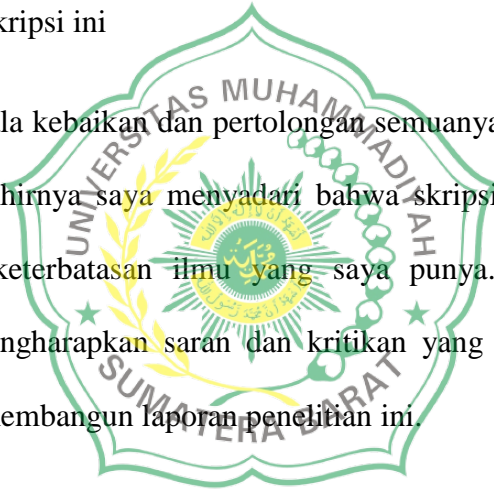 kripsi ini
la kebaikan dan pertolongan semuanya
hirnya saya menyadari bahwa skripsi
keterbatasan ilmu yang saya punya.
ngharapkan saran dan kritikan yang
embangun laporan penelitian ini.
UNIVERSITAS MUHAMMADIYAH
SUMATERA BARAT